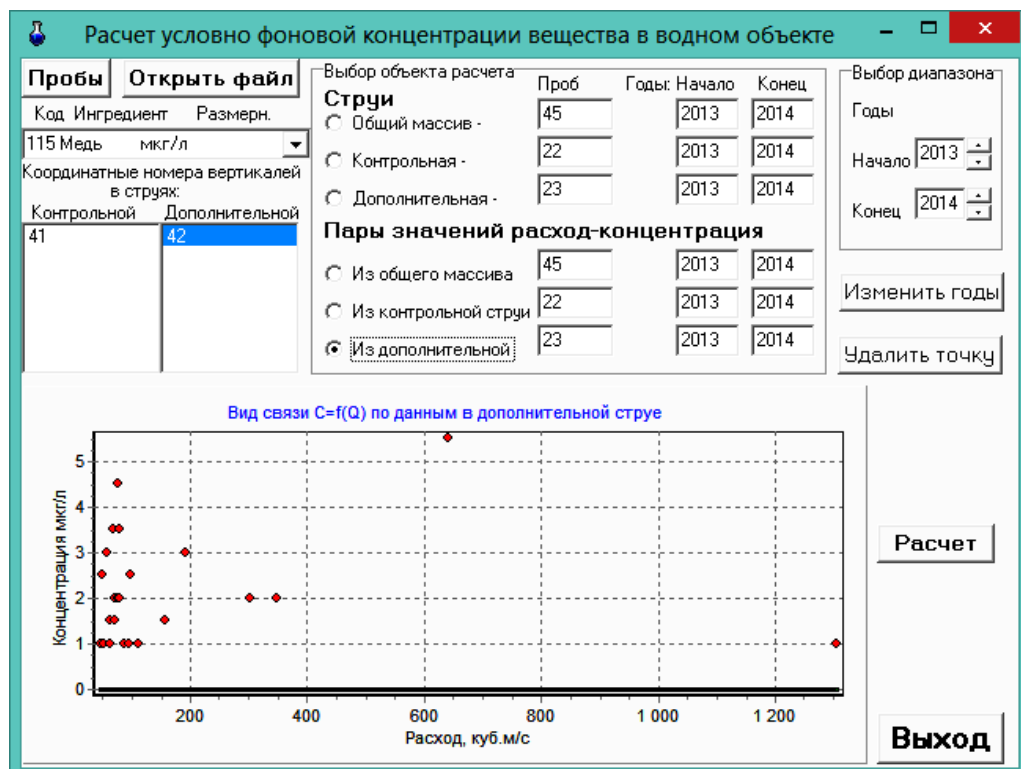 Расчет условно фоновой концентрации вещества в водном объекте
Пробы
Открыть файл
Код Ингредиент Размерн.
115 Медь мкг/л
Координатные номера вертикалей
в струях:
Контрольной Дополнительной
41
42
Выбор объекта расчета
Проб Годы: Начало Конец
Струи
Общий массив - 45 2013 2014
Контрольная - 22 2013 2014
Дополнительная - 23 2013 2014
Пары значений расход-концентрация
Из общего массива 45 2013 2014
Из контрольной струи 22 2013 2014
Из дополнительной 23 2013 2014
Выбор диапазона
Годы
Начало 2013
Конец 2014
Изменить годы
Удалить точку
Вид связи C=f(Q) по данным в дополнительной струе
Концентрация мкг/л
5
4
3
2
1
0
200 400 600 800 1 000 1 200
Расход, куб.м/с
Расчет
Выход